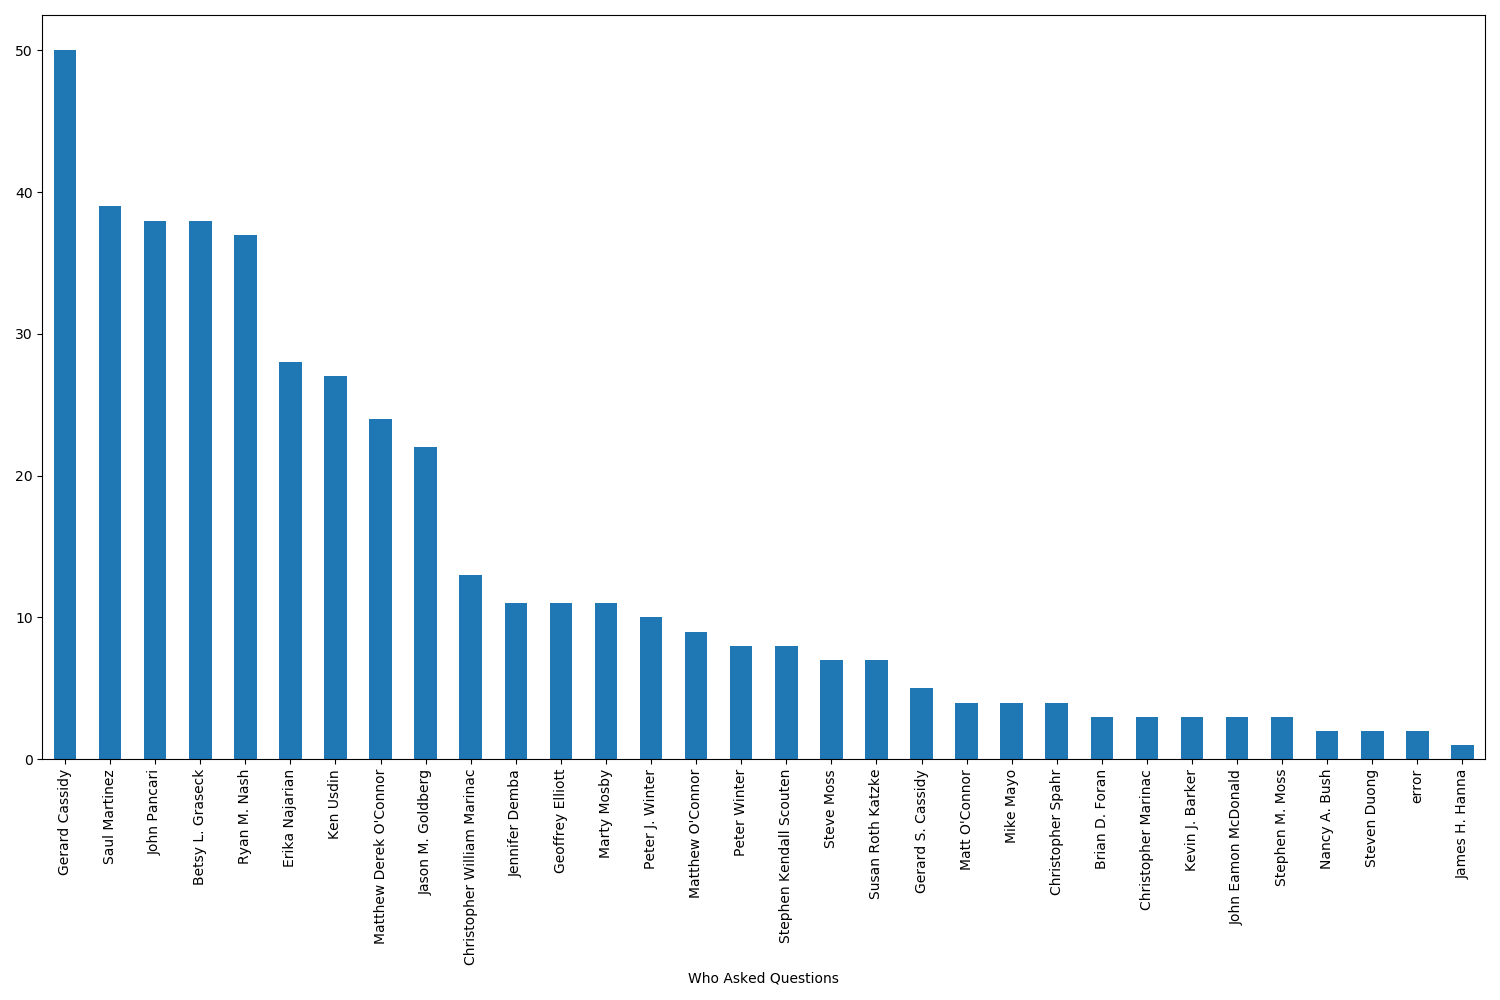 50
40
30
20
10
0
Gerard Cassidy
Saul Martinez
John Pancari
Betsy L. Graseck
Ryan M. Nash
Erika Najarian
Ken Usdin
Matthew Derek O'Connor
Jason M. Goldberg
Christopher William Marinac
Jennifer Demba
Geoffrey Elliott
Marty Mosby
Peter J. Winter
Matthew O'Connor
Peter Winter
Stephen Kendall Scouten
Steve Moss
Susan Roth Katzke
Gerard S. Cassidy
Matt O'Connor
Mike Mayo
Christopher Spahr
Brian D. Foran
Christopher Marinac
Kevin J. Barker
John Eamon McDonald
Stephen M. Moss
Nancy A. Bush
Steven Duong
error
James H. Hanna
Who Asked Questions